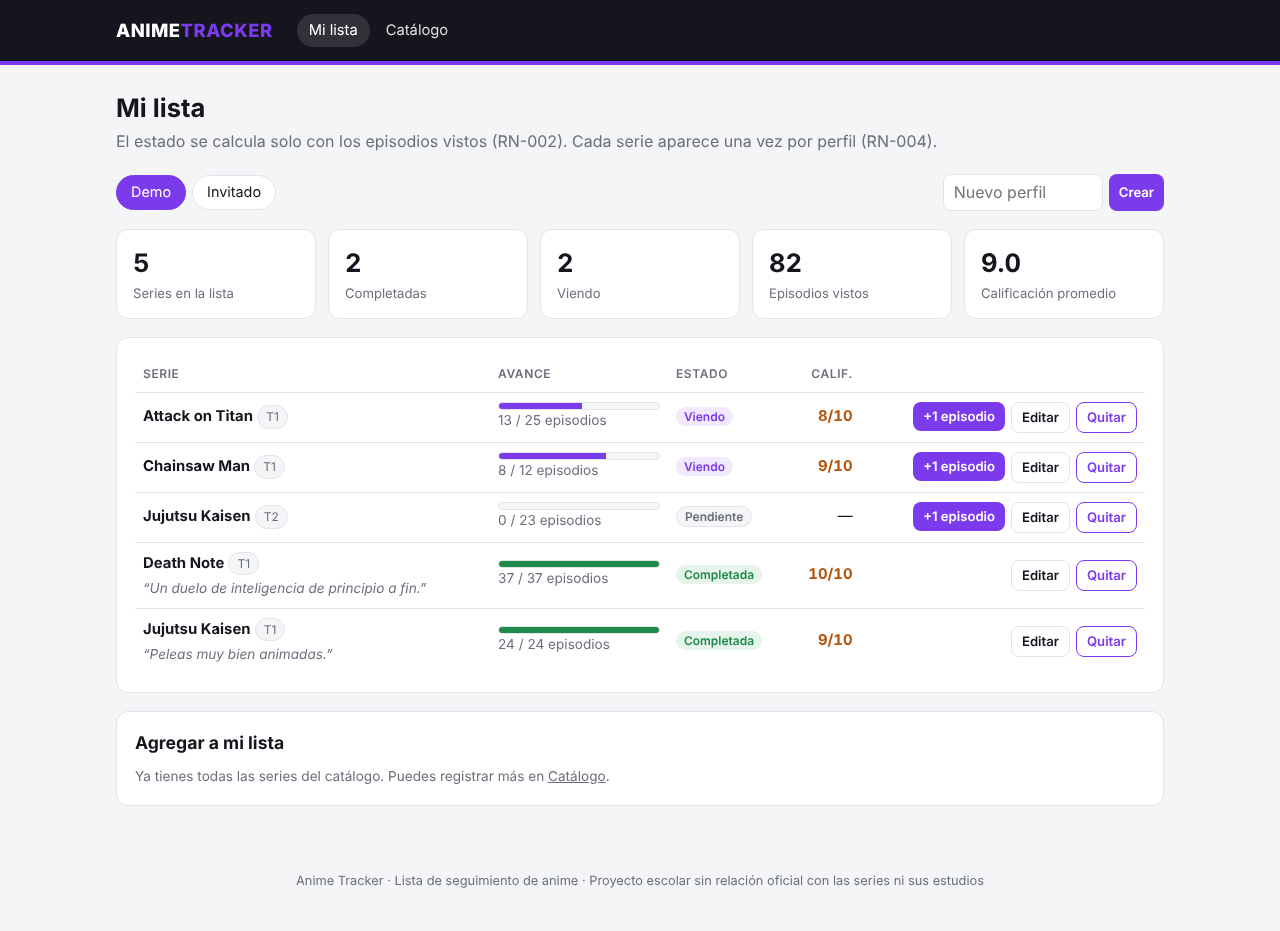 ANIMETRACKER Mi lista Catálogo
Mi lista
El estado se calcula solo con los episodios vistos (RN-002). Cada serie aparece una vez por perfil (RN-004).
Demo Invitado Nuevo perfil Crear
5
Series en la lista
2
Completadas
2
Viendo
82
Episodios vistos
9.0
Calificación promedio
SERIE AVANCE ESTADO CALIF.
Attack on Titan T1 13 / 25 episodios Viendo 8/10 +1 episodio Editar Quitar
Chainsaw Man T1 8 / 12 episodios Viendo 9/10 +1 episodio Editar Quitar
Jujutsu Kaisen T2 0 / 23 episodios Pendiente — +1 episodio Editar Quitar
Death Note T1 37 / 37 episodios Completada 10/10 Editar Quitar
“Un duelo de inteligencia de principio a fin.”
Jujutsu Kaisen T1 24 / 24 episodios Completada 9/10 Editar Quitar
“Peleas muy bien animadas.”
Agregar a mi lista
Ya tienes todas las series del catálogo. Puedes registrar más en Catálogo.
Anime Tracker · Lista de seguimiento de anime · Proyecto escolar sin relación oficial con las series ni sus estudios